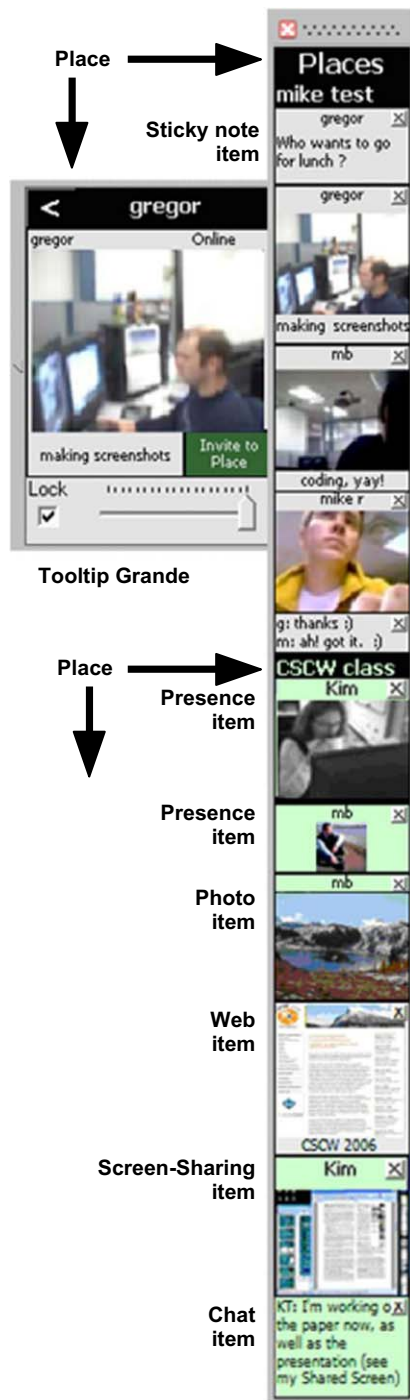 Place
Places
mike test
Sticky note
item
gregor
Who wants to go
for lunch ?
<
gregor
gregor
Online
making screenshots
Invite to
Place
Lock
Tooltip Grande
gregor
making screenshots
mb
coding, yay!
mike r
g: thanks :)
m: ah! got it. :)
Place
CSCW class
Presence
item
Kim
Presence
item
mb
Photo
item
mb
Web
item
CSCW 2006
Screen-Sharing
item
Kim
Chat
item
KT: I'm working o
the paper now, as
well as the
presentation (see
my Shared Screen)